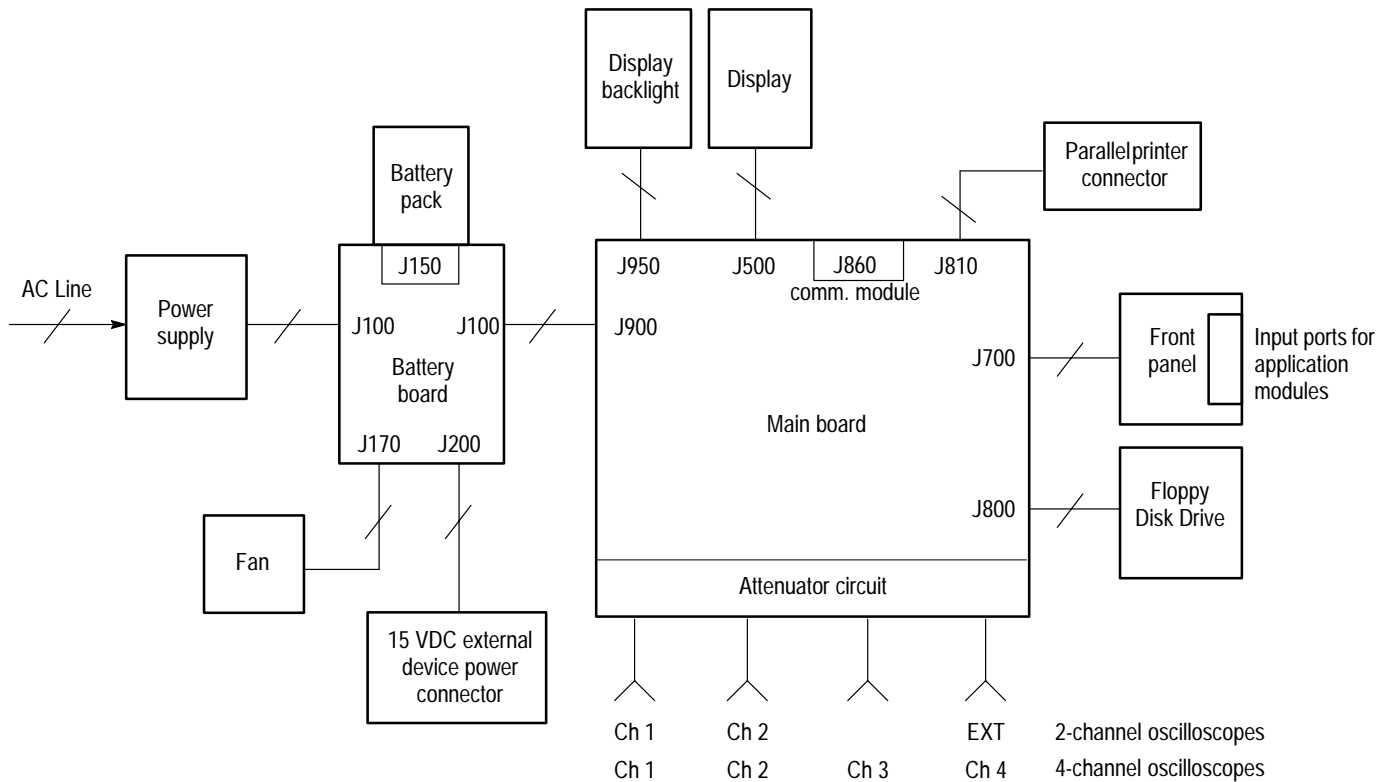 Display
backlight
Display
Battery
pack
Parallel printer
connector
AC Line
Power
supply
J150
J100
J100
Battery
board
J170
J200
Fan
15 VDC external
device power
connector
J950
J500
J860
J810
comm. module
J900
J700
Main board
J800
Attenuator circuit
Front
panel
Input ports for
application
modules
Floppy
Disk Drive
Ch 1
Ch 2
EXT
2-channel oscilloscopes
Ch 1
Ch 2
Ch 3
Ch 4
4-channel oscilloscopes